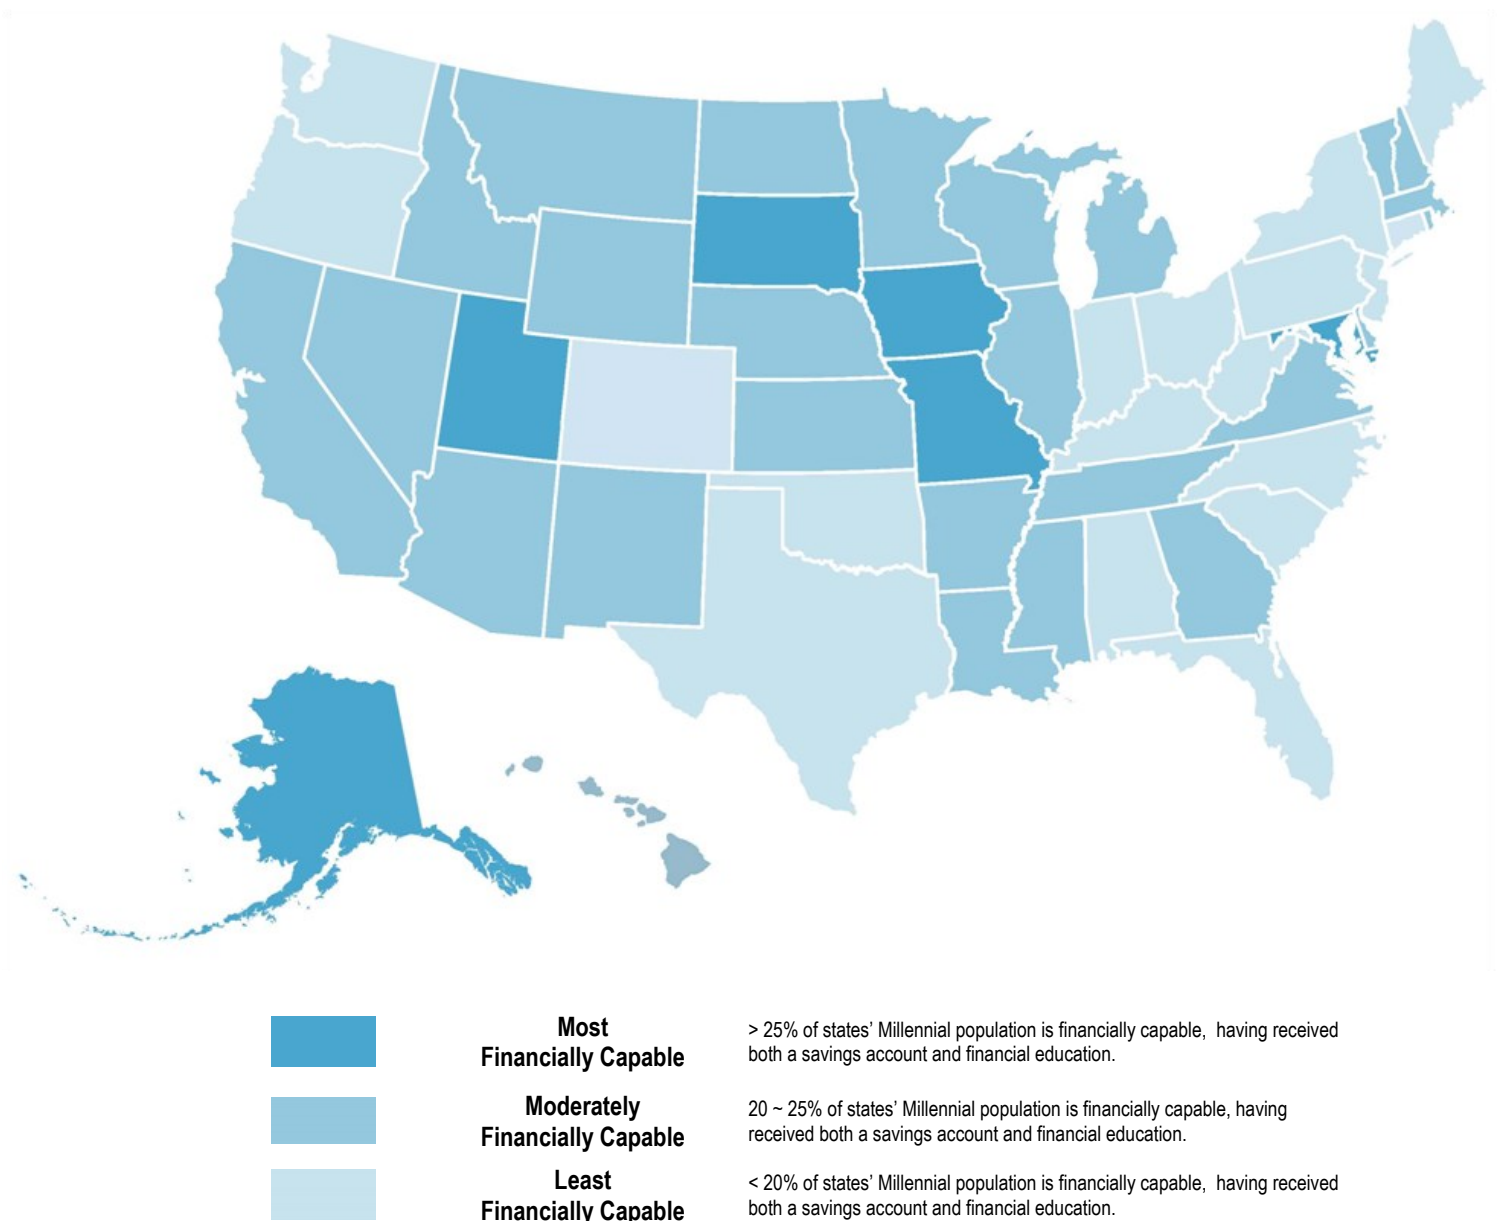 Most
Financially Capable
> 25% of states’ Millennial population is financially capable,  having received
both a savings account and financial education.
Moderately
Financially Capable
20 ~ 25% of states’ Millennial population is financially capable, having
received both a savings account and financial education.
Least
Financially Capable
< 20% of states’ Millennial population is financially capable,  having received
both a savings account and financial education.